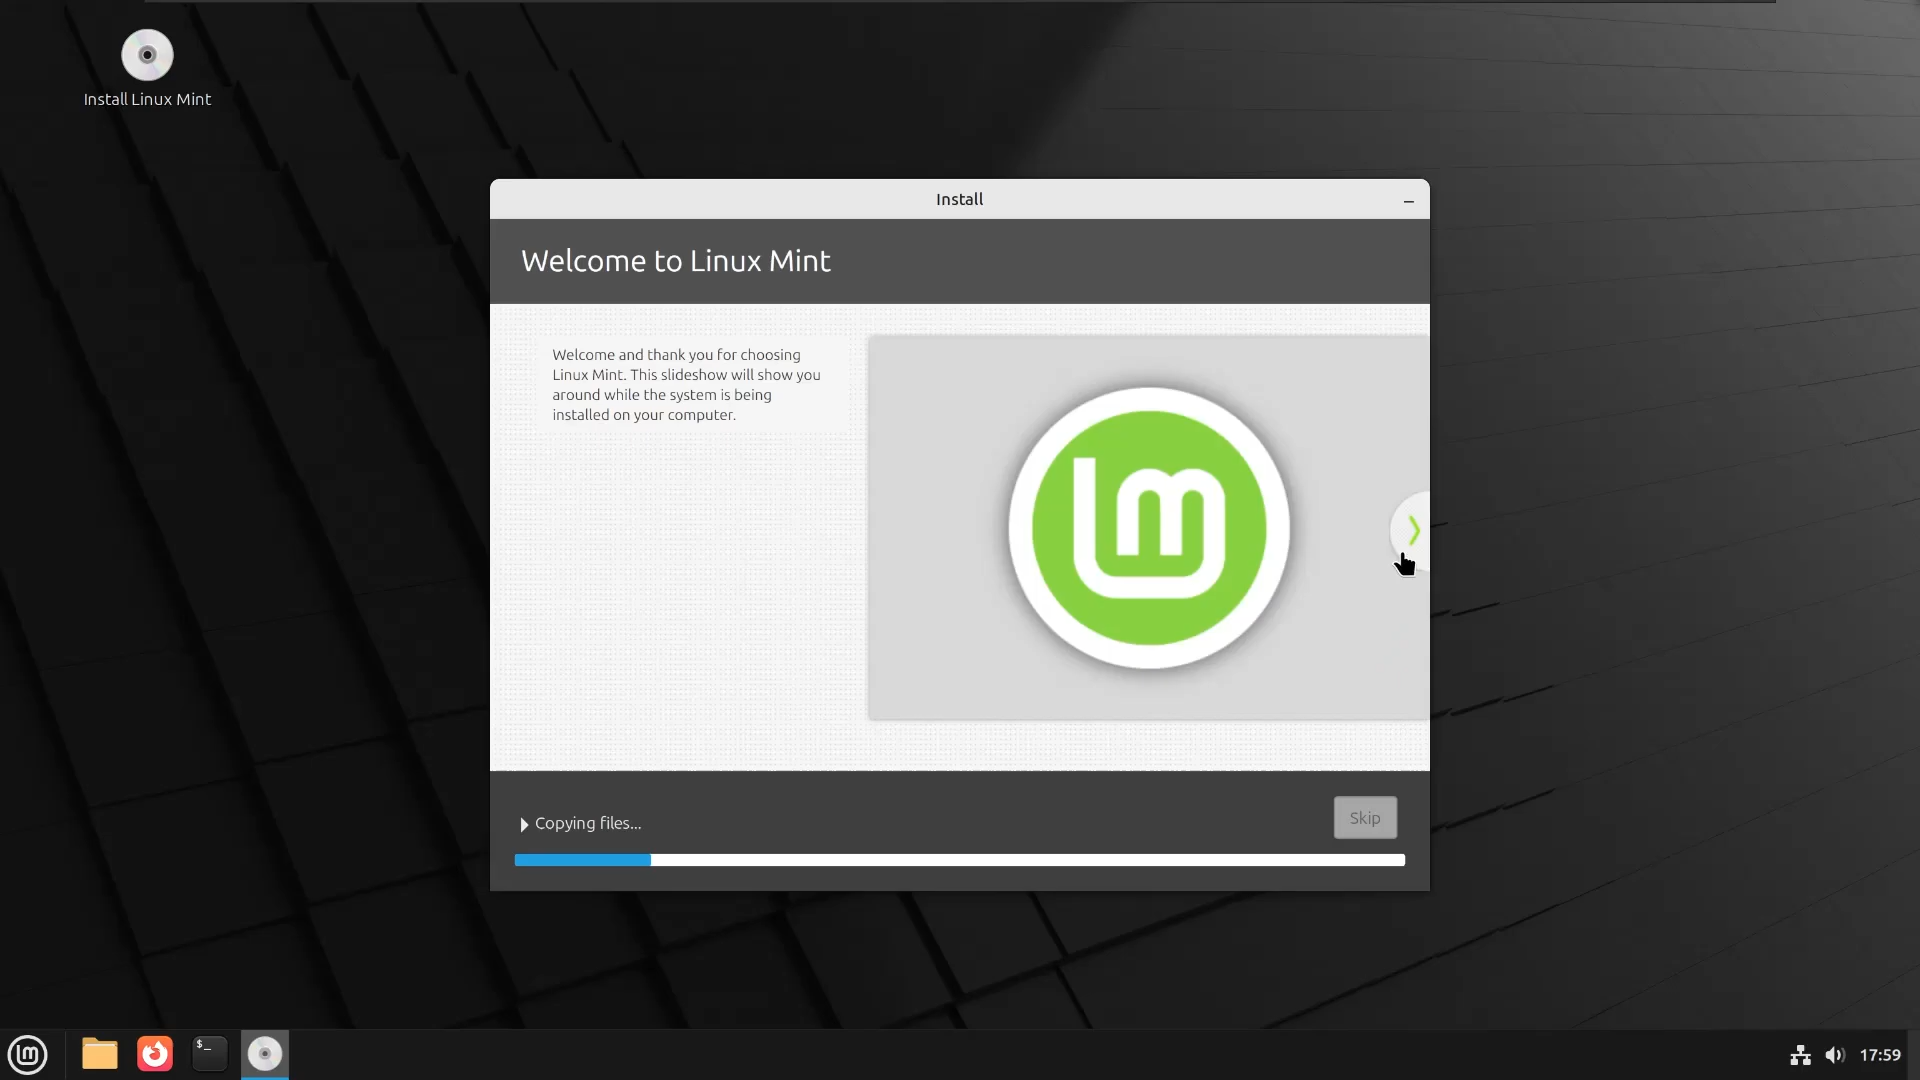 Install Linux Mint
Install
Welcome to Linux Mint
Welcome and thank you for choosing
Linux Mint. This slideshow will show you
around while the system is being
installed on your computer.
Copying files...
Skip
$_
17:59